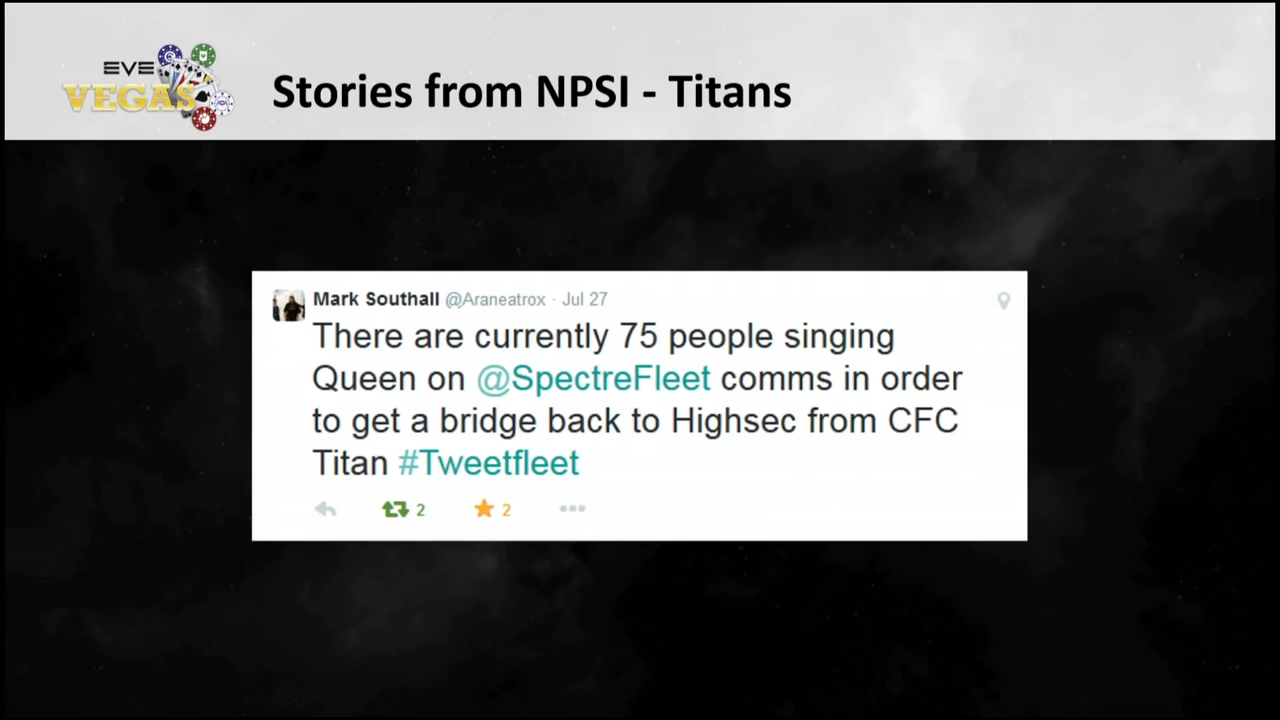 EVE
VEGAS
Stories from NPSI - Titans
Mark Southall @Araneatrox · Jul 27
There are currently 75 people singing
Queen on @SpectreFleet comms in order
to get a bridge back to Highsec from CFC
Titan #Tweetfleet
2 2